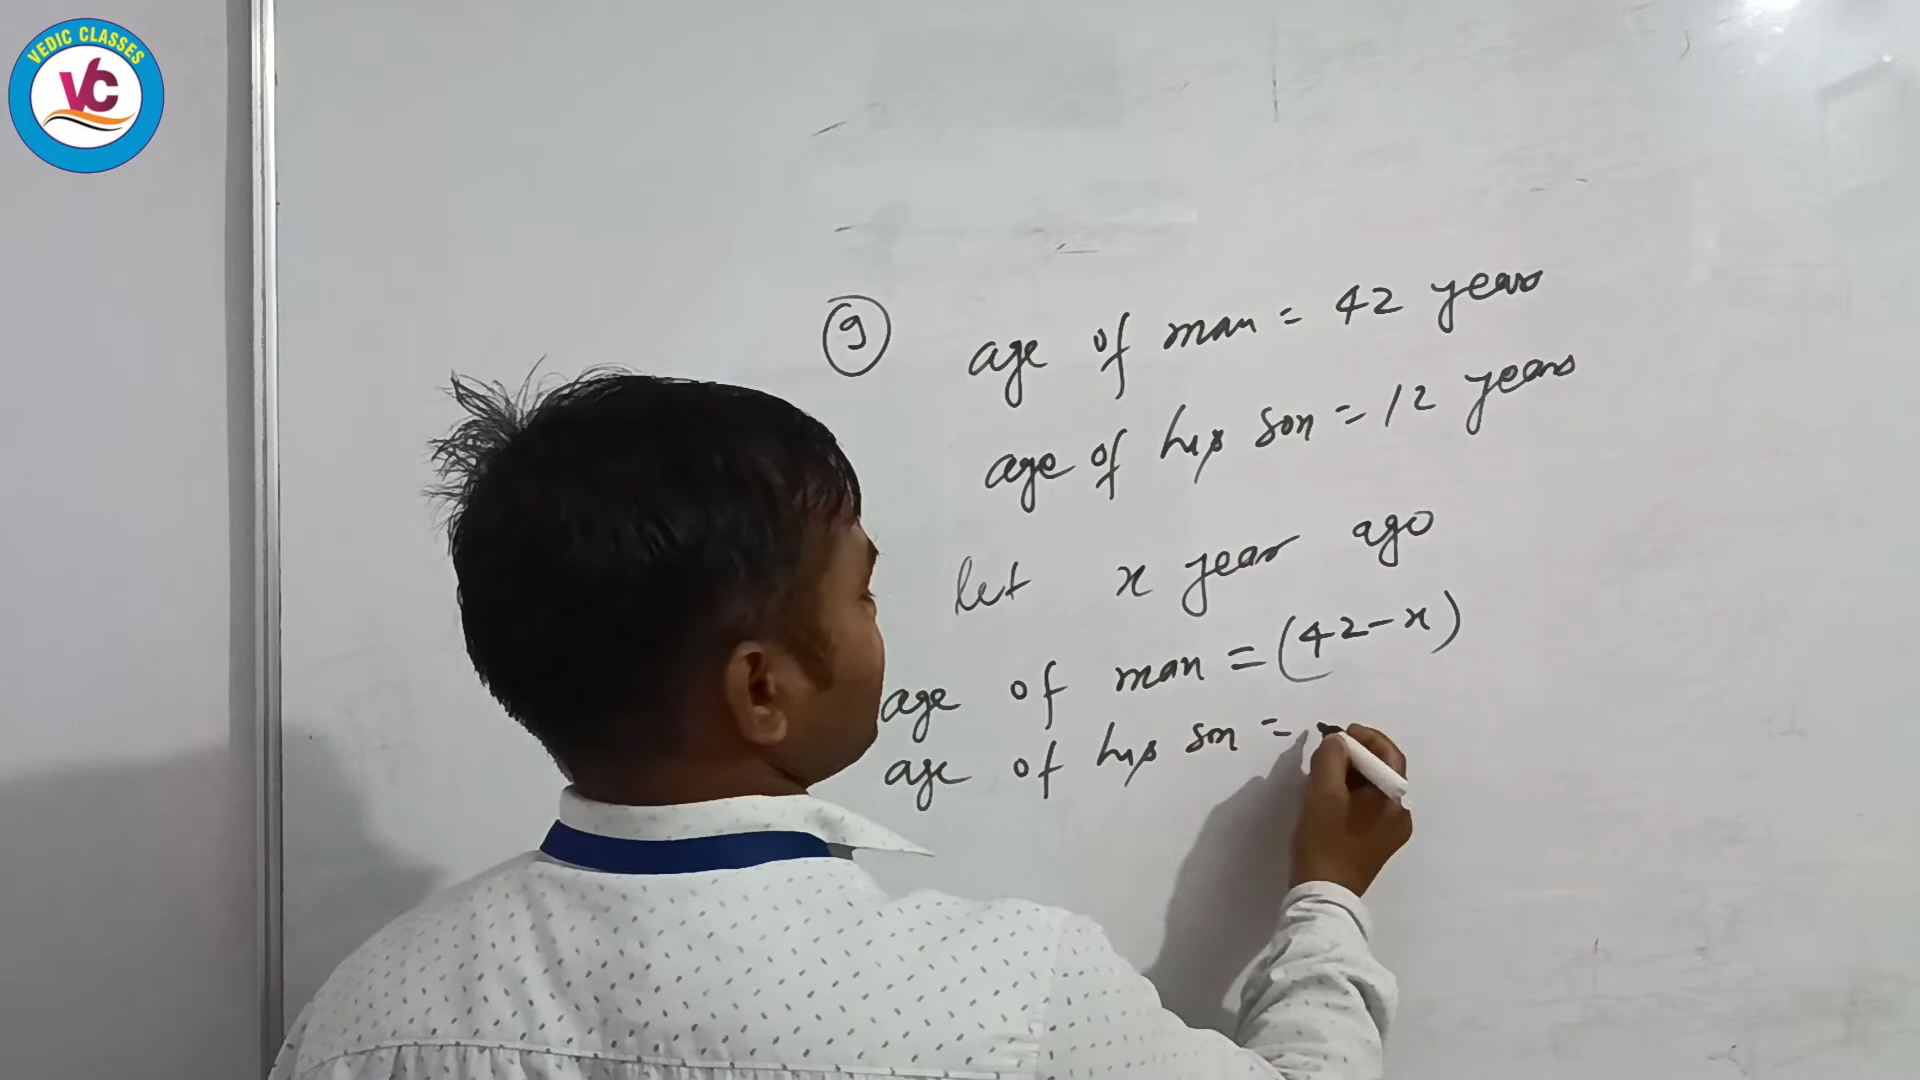 VEDIC CLASSES
VC
9 age of man = 42 years
age of his son = 12 years
let x year ago
age of man = (42-x)
age of his son =